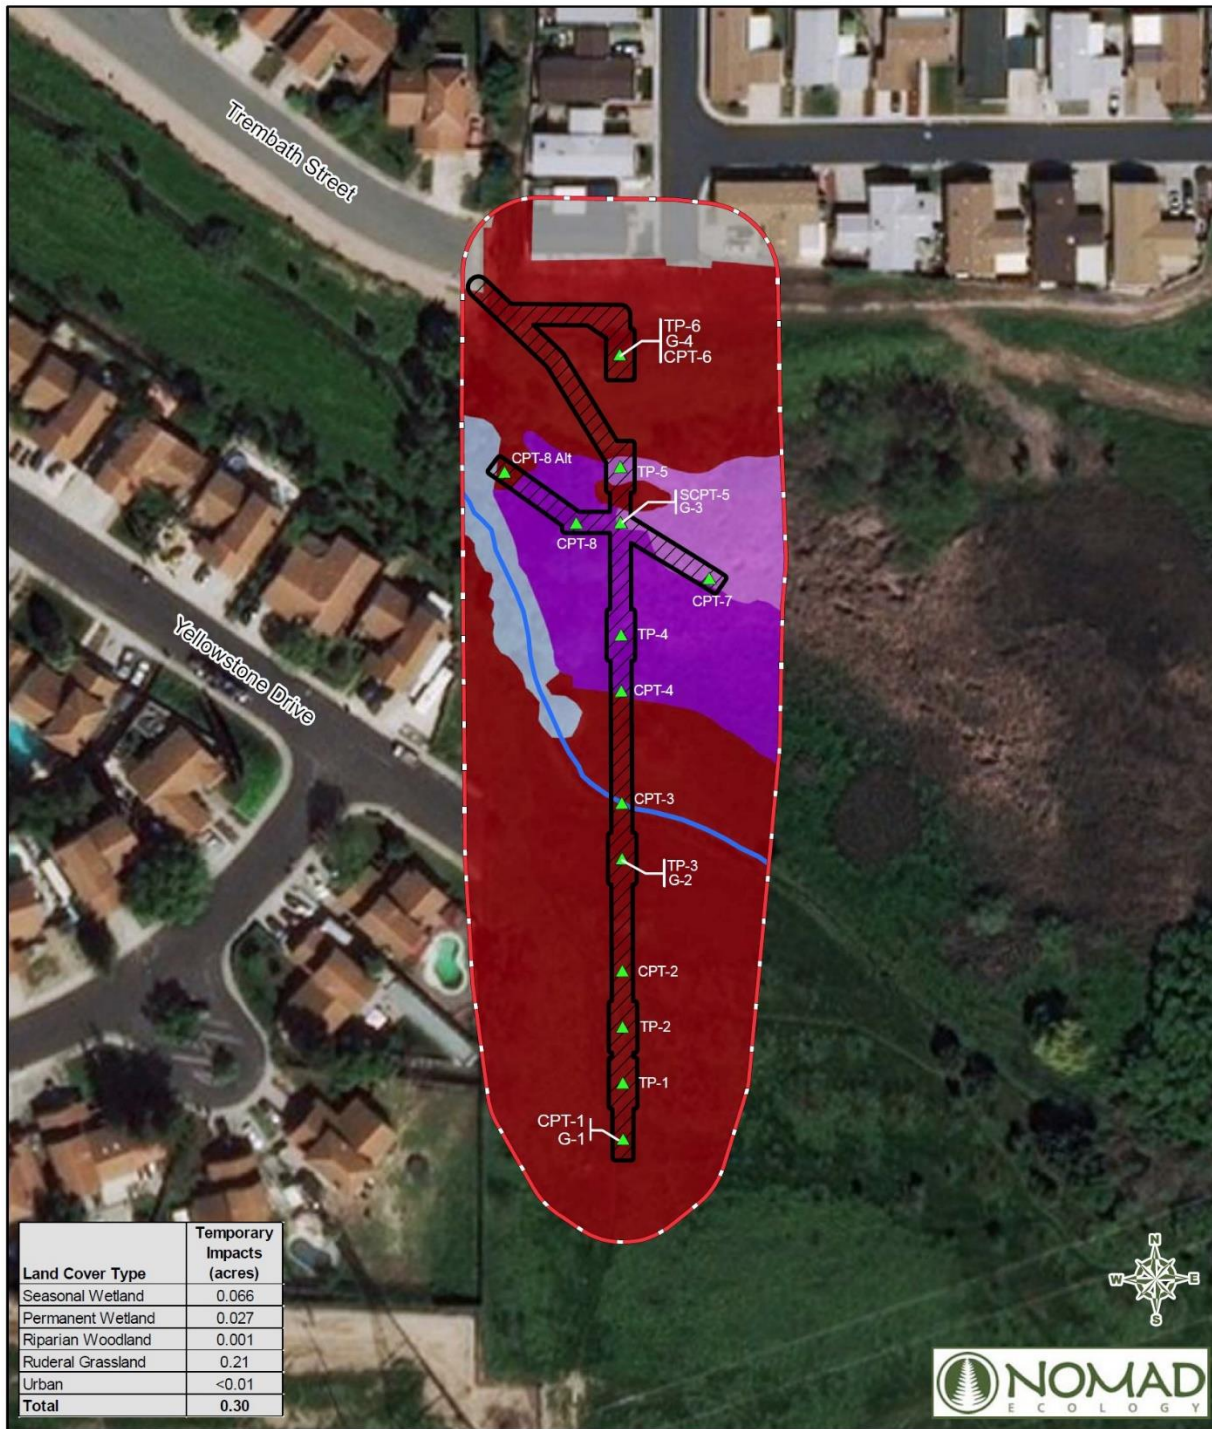 Trembath Street
TP-6
G-4
CPT-6
CPT-8 Alt
TP-5
SCPT-5
G-3
CPT-8
CPT-7
Yellowstone Drive
TP-4
CPT-4
CPT-3
TP-3
G-2
CPT-2
TP-2
TP-1
CPT-1
G-1
Land Cover Type Temporary Impacts (acres)
Seasonal Wetland 0.066
Permanent Wetland 0.027
Riparian Woodland 0.001
Ruderal Grassland 0.21
Urban <0.01
Total 0.30
N
W E
S
NOMAD
ECOLOGY